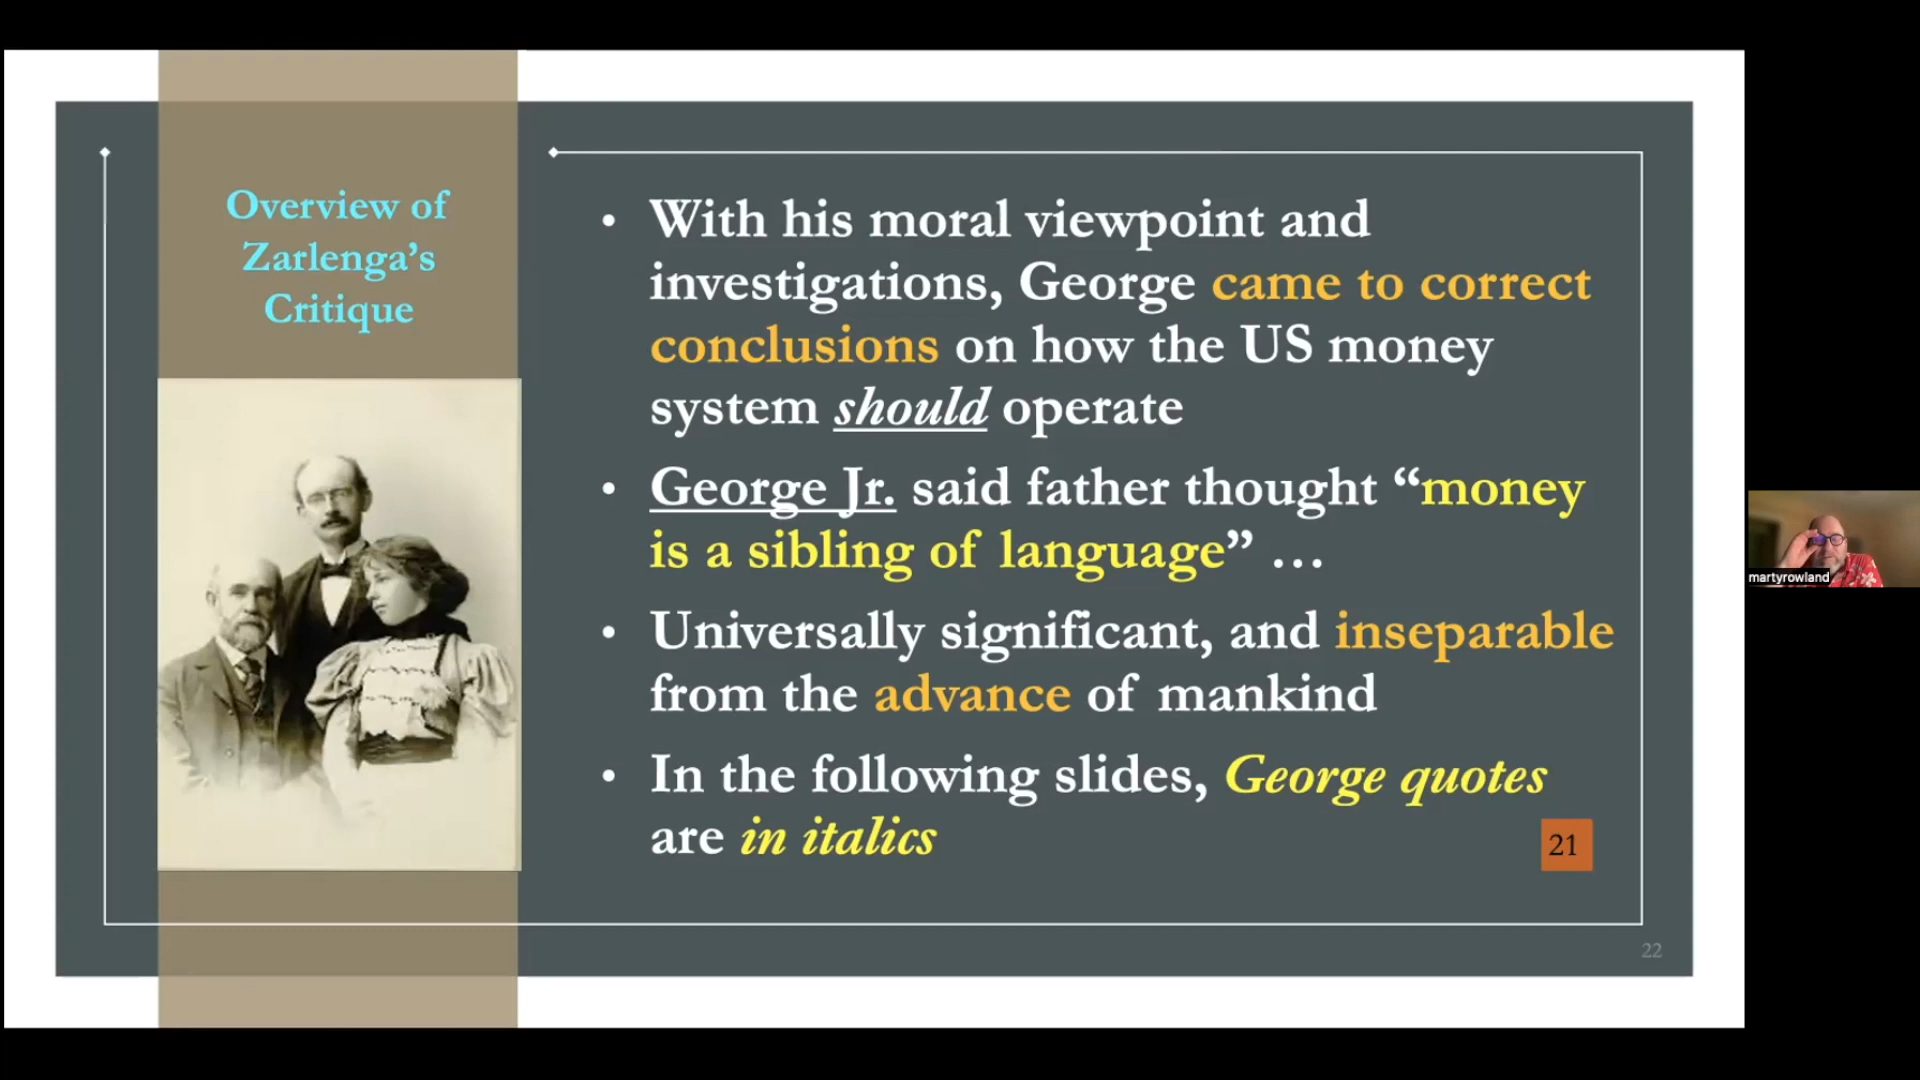 Overview of
Zarlenga’s
Critique
• With his moral viewpoint and
investigations, George came to correct
conclusions on how the US money
system should operate
• George Jr. said father thought “money
is a sibling of language” …
• Universally significant, and inseparable
from the advance of mankind
• In the following slides, George quotes
are in italics
21
22
martyrowland